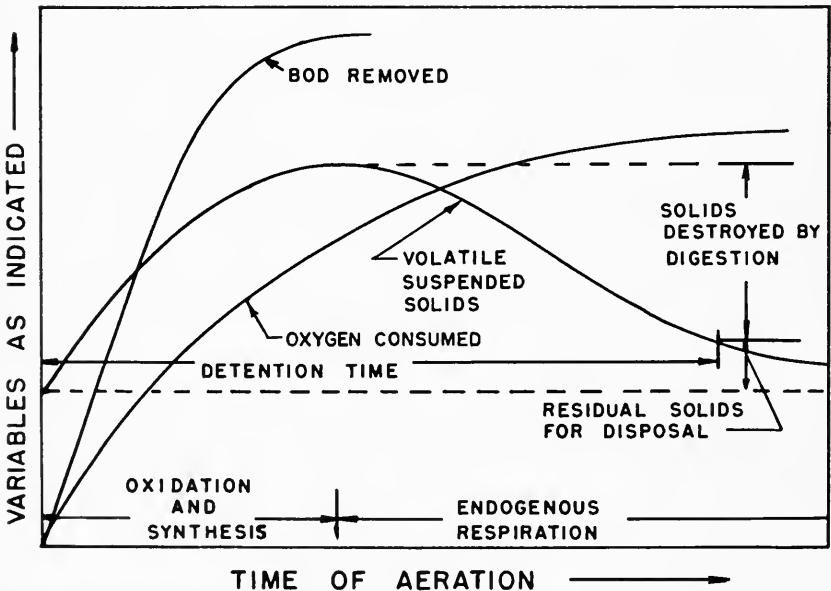 BOD REMOVED
SOLIDS
DESTROYED BY
DIGESTION
VOLATILE
SUSPENDED
SOLIDS
OXYGEN CONSUMED
DETENTION TIME
RESIDUAL SOLIDS
FOR DISPOSAL
OXIDATION
AND
SYNTHESIS
ENDOGENOUS
RESPIRATION
VARIABLES AS INDICATED
TIME OF AERATION